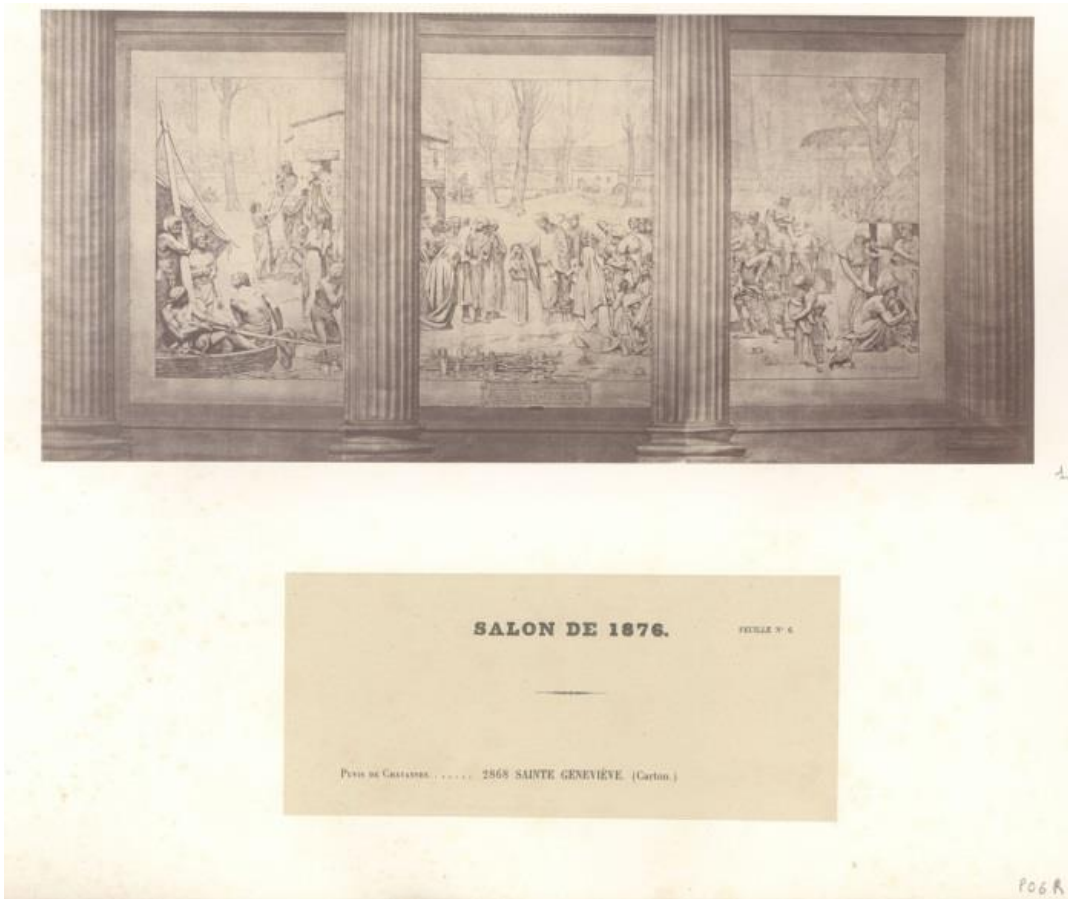 SALON DE 1876.
FEUILLE N° 6.
PUVIS DE CHAVANNES. . . . . . . 2868 SAINTE GENEVIÈVE. (Carton.)
P06R